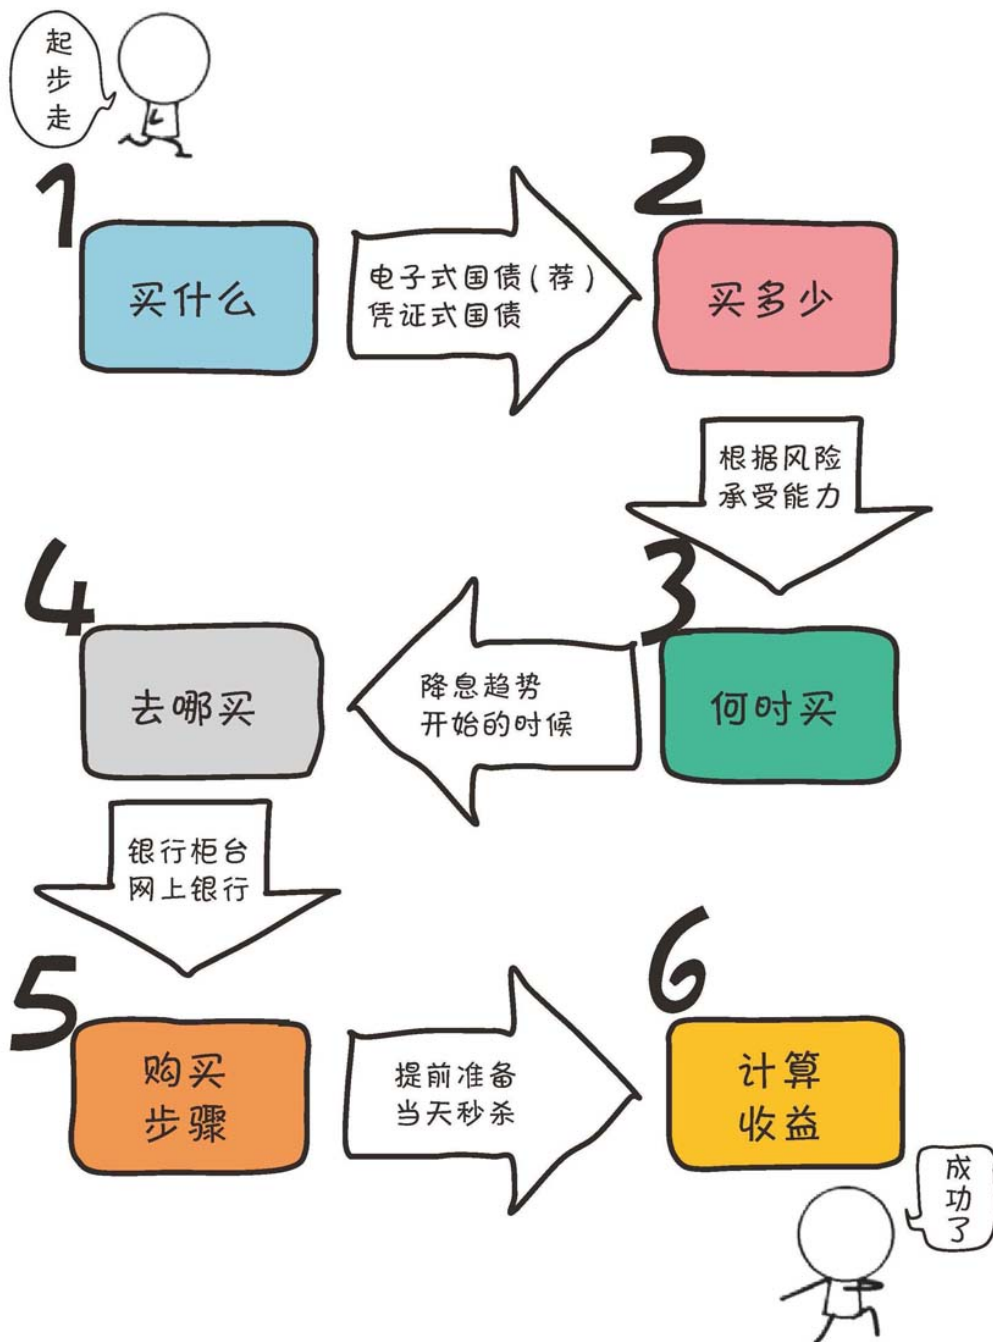 起步走
1
买什么
电子式国债(荐)
凭证式国债
2
买多少
根据风险
承受能力
3
何时买
降息趋势
开始的时候
4
去哪买
银行柜台
网上银行
5
购买
步骤
提前准备
当天秒杀
6
计算
收益
成功了